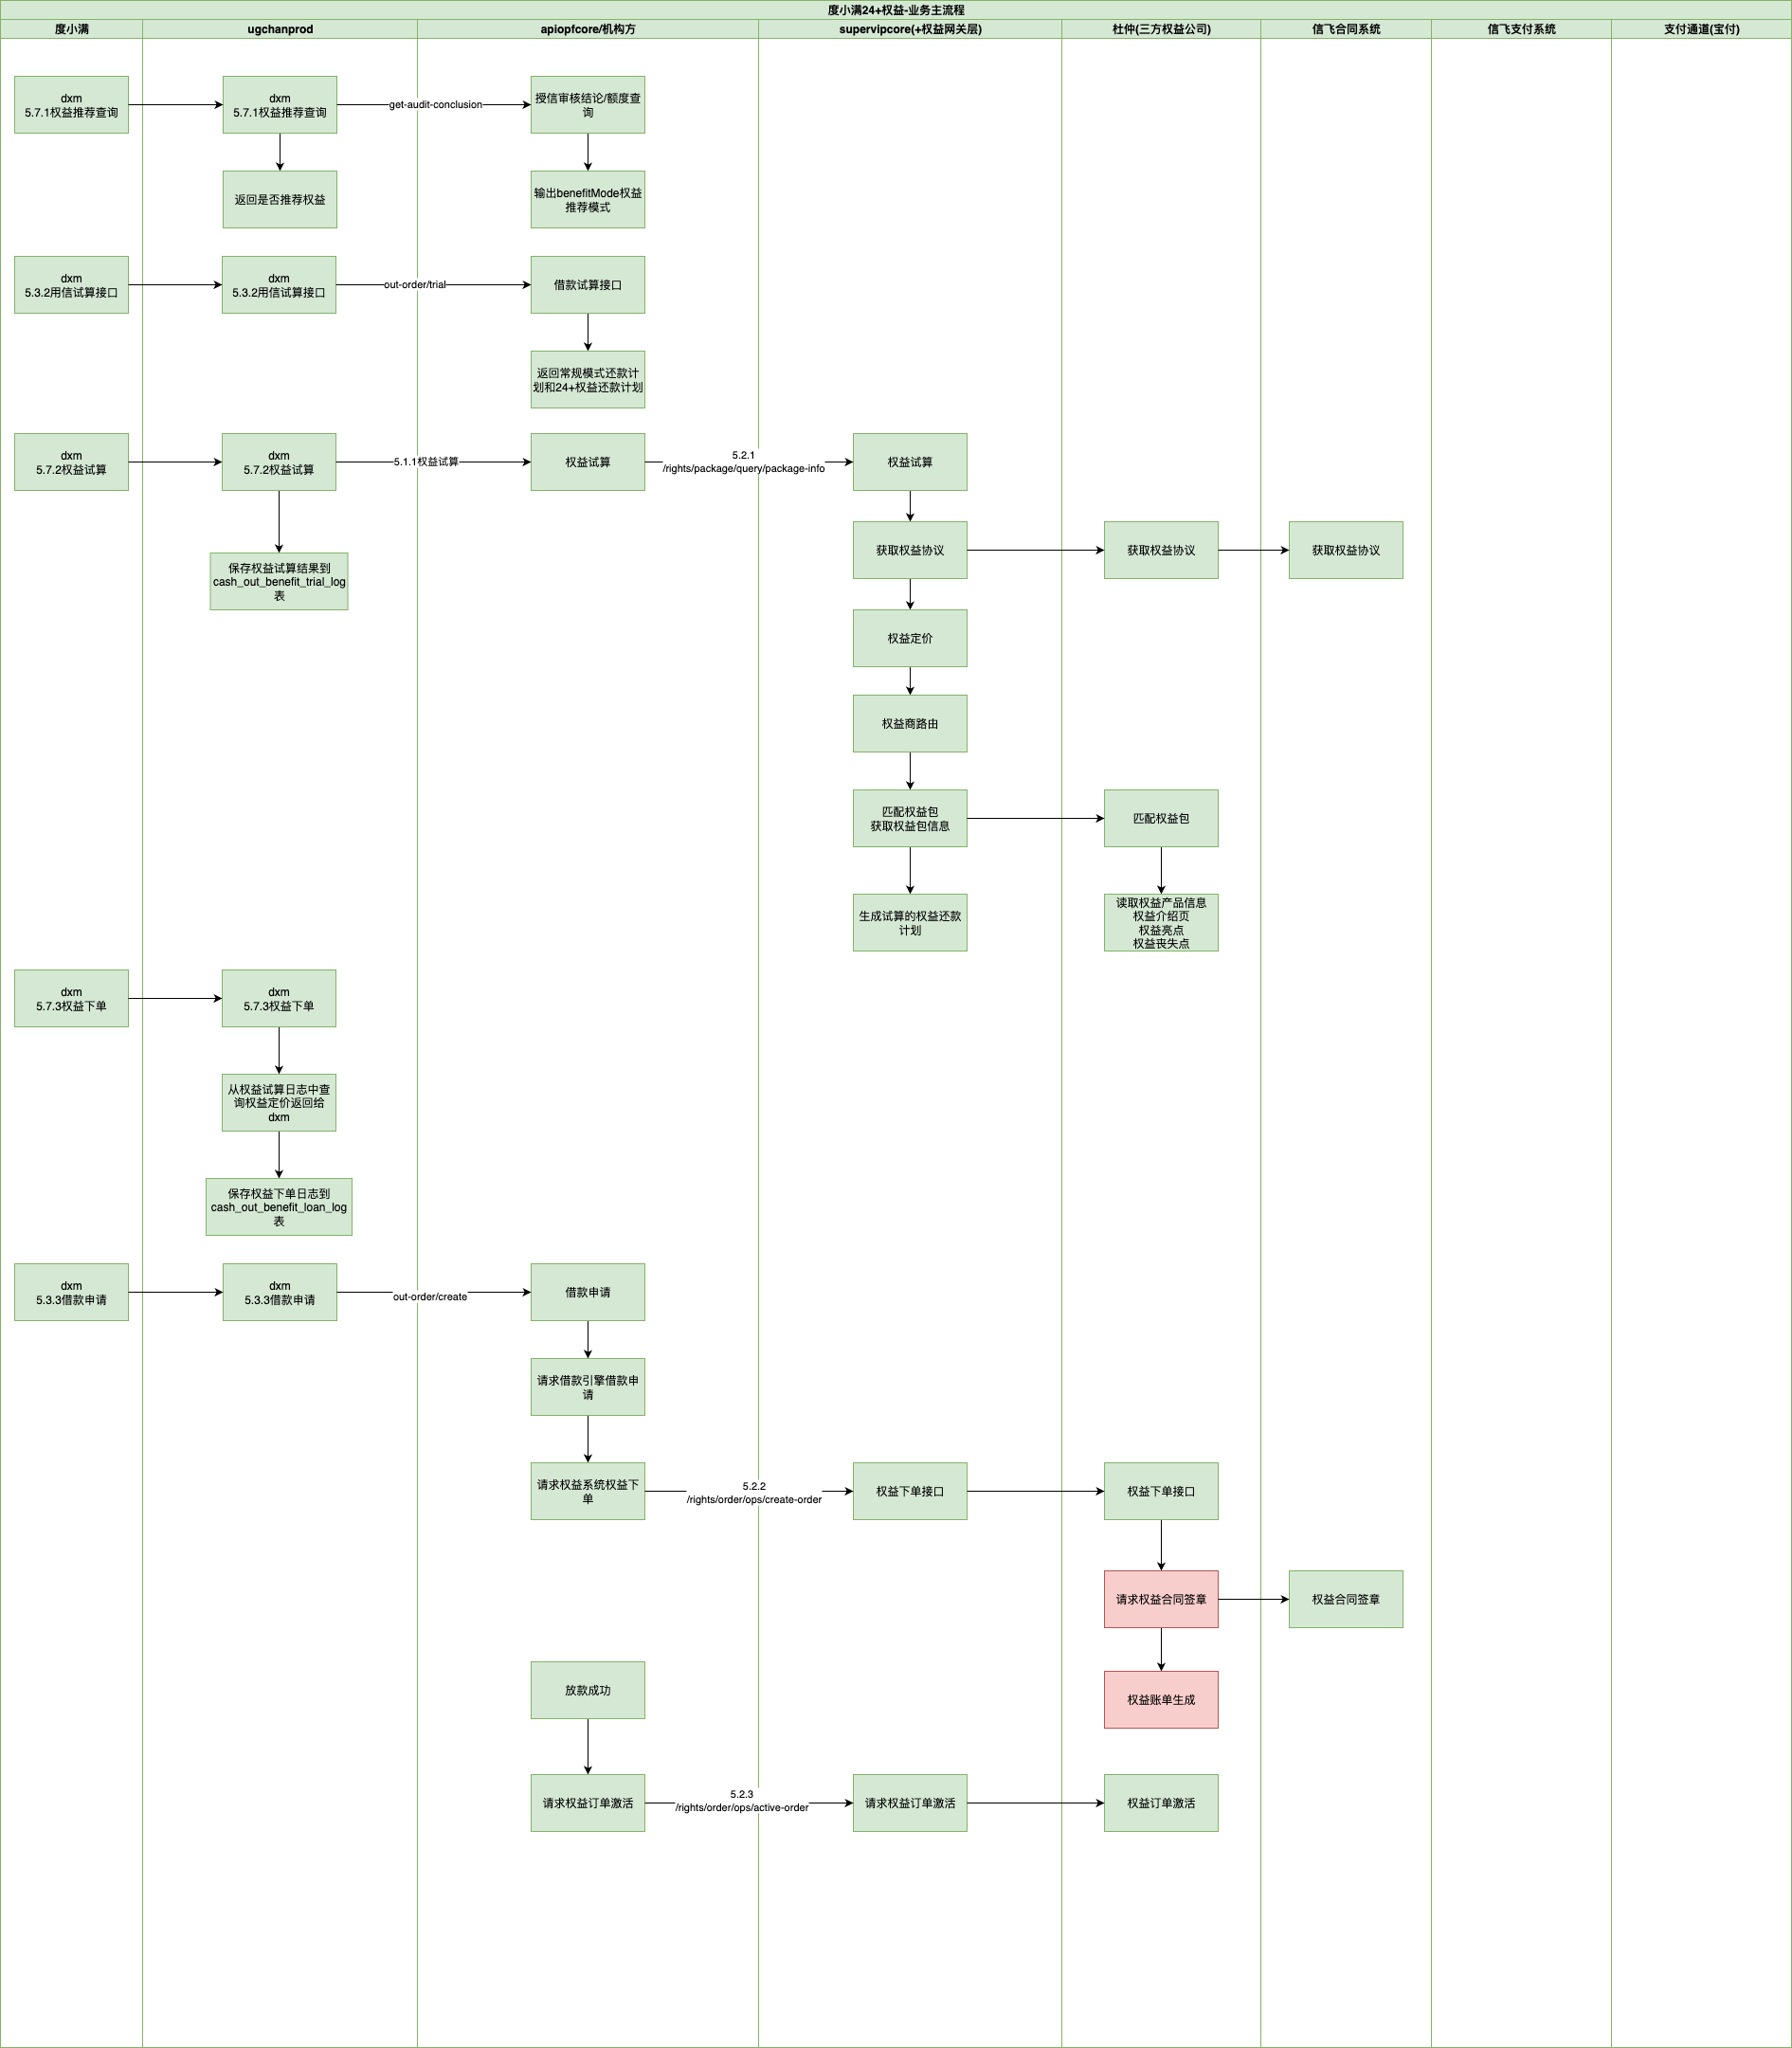 度小满24+权益-业务主流程
度小满
ugchanprod
apiopfcore/机构方
supervipcore(+权益网关层)
杜仲(三方权益公司)
信飞合同系统
信飞支付系统
支付通道(宝付)
dxm
5.7.1权益推荐查询
dxm
5.7.1权益推荐查询
get-audit-conclusion
授信审核结论/额度查
询
返回是否推荐权益
输出benefitMode权益
推荐模式
dxm
5.3.2用信试算接口
dxm
5.3.2用信试算接口
out-order/trial
借款试算接口
返回常规模式还款计
划和24+权益还款计划
dxm
5.7.2权益试算
dxm
5.7.2权益试算
5.1.1权益试算
权益试算
5.2.1
/rights/package/query/package-info
权益试算
保存权益试算结果到
cash_out_benefit_trial_log
表
获取权益协议
获取权益协议
获取权益协议
权益定价
权益商路由
匹配权益包
获取权益包信息
匹配权益包
生成试算的权益还款
计划
读取权益产品信息
权益介绍页
权益亮点
权益丧失点
dxm
5.7.3权益下单
dxm
5.7.3权益下单
从权益试算日志中查
询权益定价返回给
dxm
保存权益下单日志到
cash_out_benefit_loan_log
表
dxm
5.3.3借款申请
dxm
5.3.3借款申请
out-order/create
借款申请
请求借款引擎借款申
请
请求权益系统权益下
单
5.2.2
/rights/order/ops/create-order
权益下单接口
权益下单接口
请求权益合同签章
权益合同签章
放款成功
权益账单生成
请求权益订单激活
5.2.3
/rights/order/ops/active-order
请求权益订单激活
权益订单激活